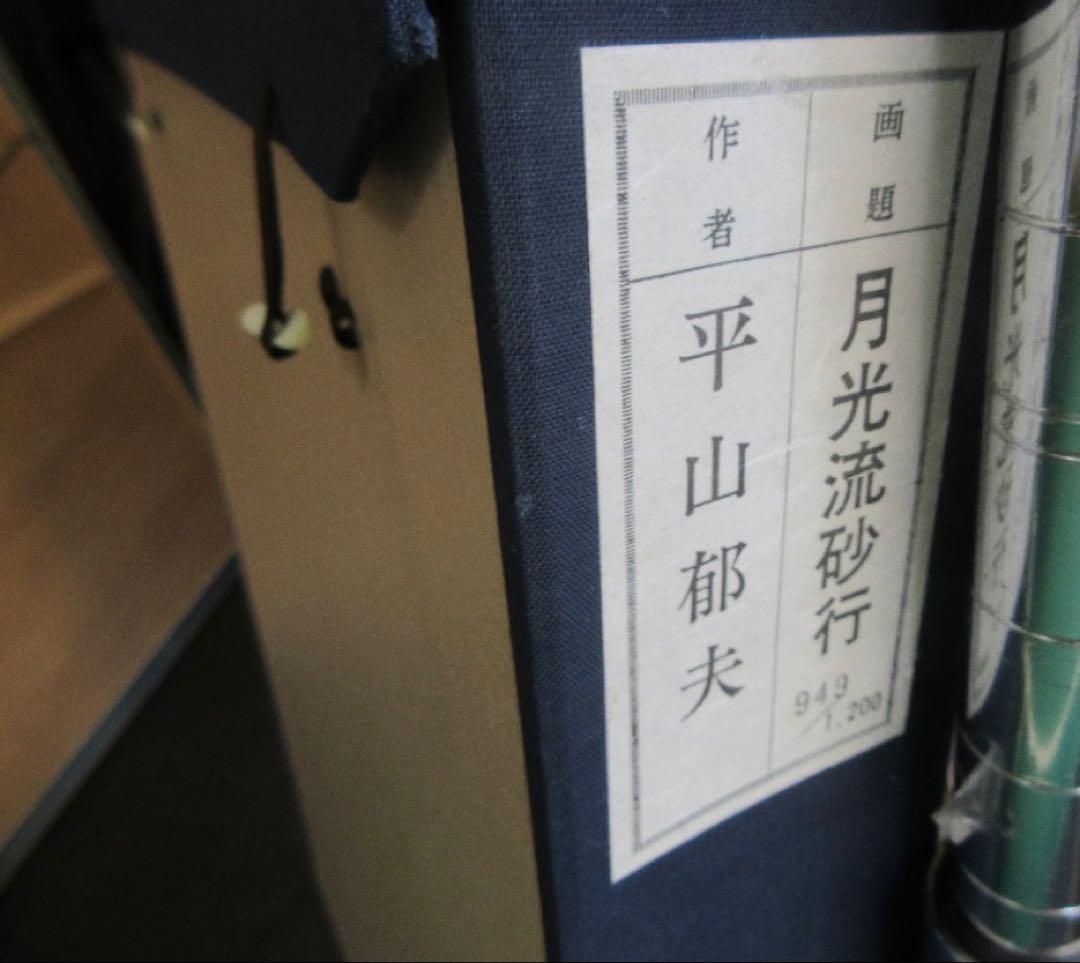 画題
月光流砂行
949/1.200
作者
平山郁夫